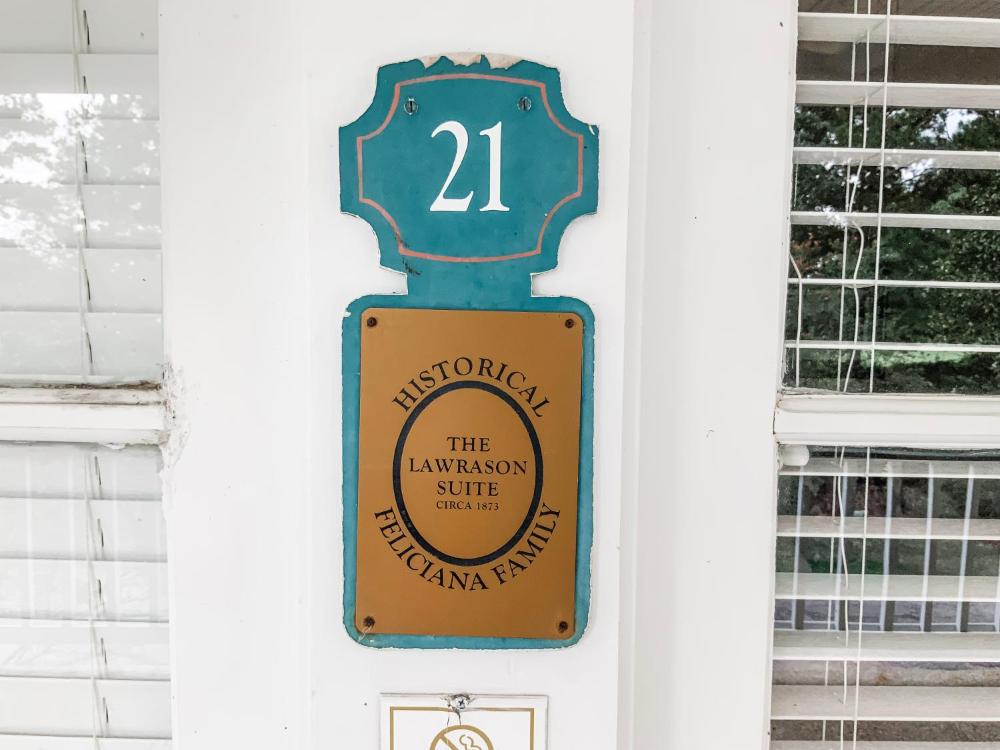 21
HISTORICAL
THE
LAWRASON
SUITE
CIRCA 1873
FELICIANA FAMILY